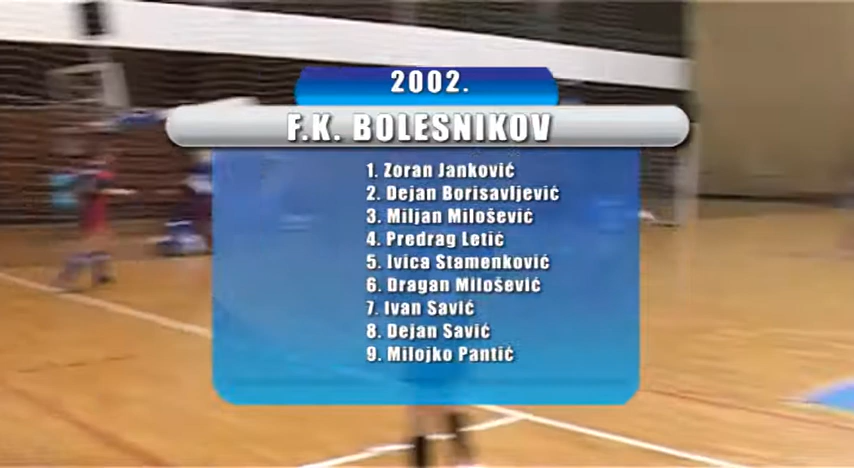 2002.
F.K. BOLESNIKOV
1. Zoran Janković
2. Dejan Borisavljević
3. Miljan Milošević
4. Predrag Letić
5. Ivica Stamenković
6. Dragan Milošević
7. Ivan Savić
8. Dejan Savić
9. Milojko Pantić